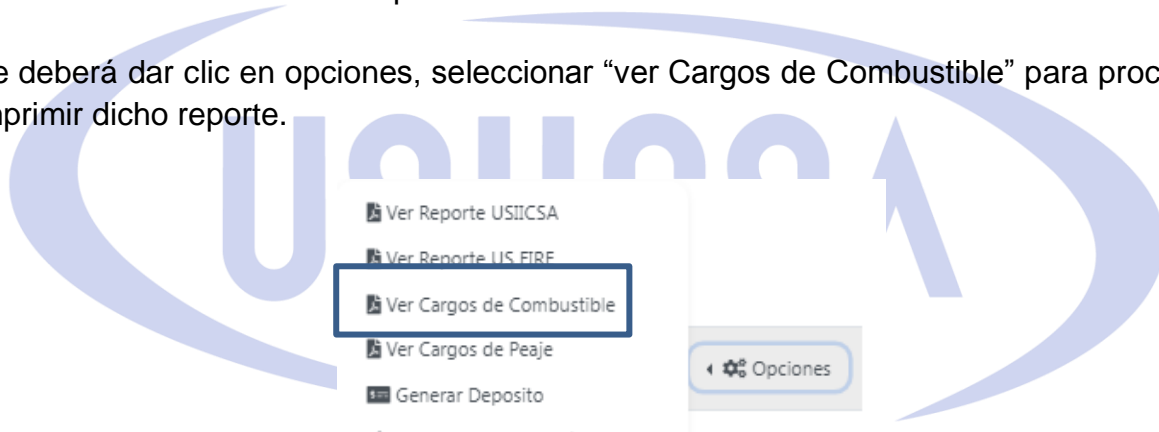 e deberá dar clic en opciones, seleccionar “ver Cargos de Combustible” para proc
primir dicho reporte.
USIICSA
Ver Reporte USIICSA
Ver Reporte US FIRE
Ver Cargos de Combustible
Ver Cargos de Peaje
Opciones
Generar Deposito